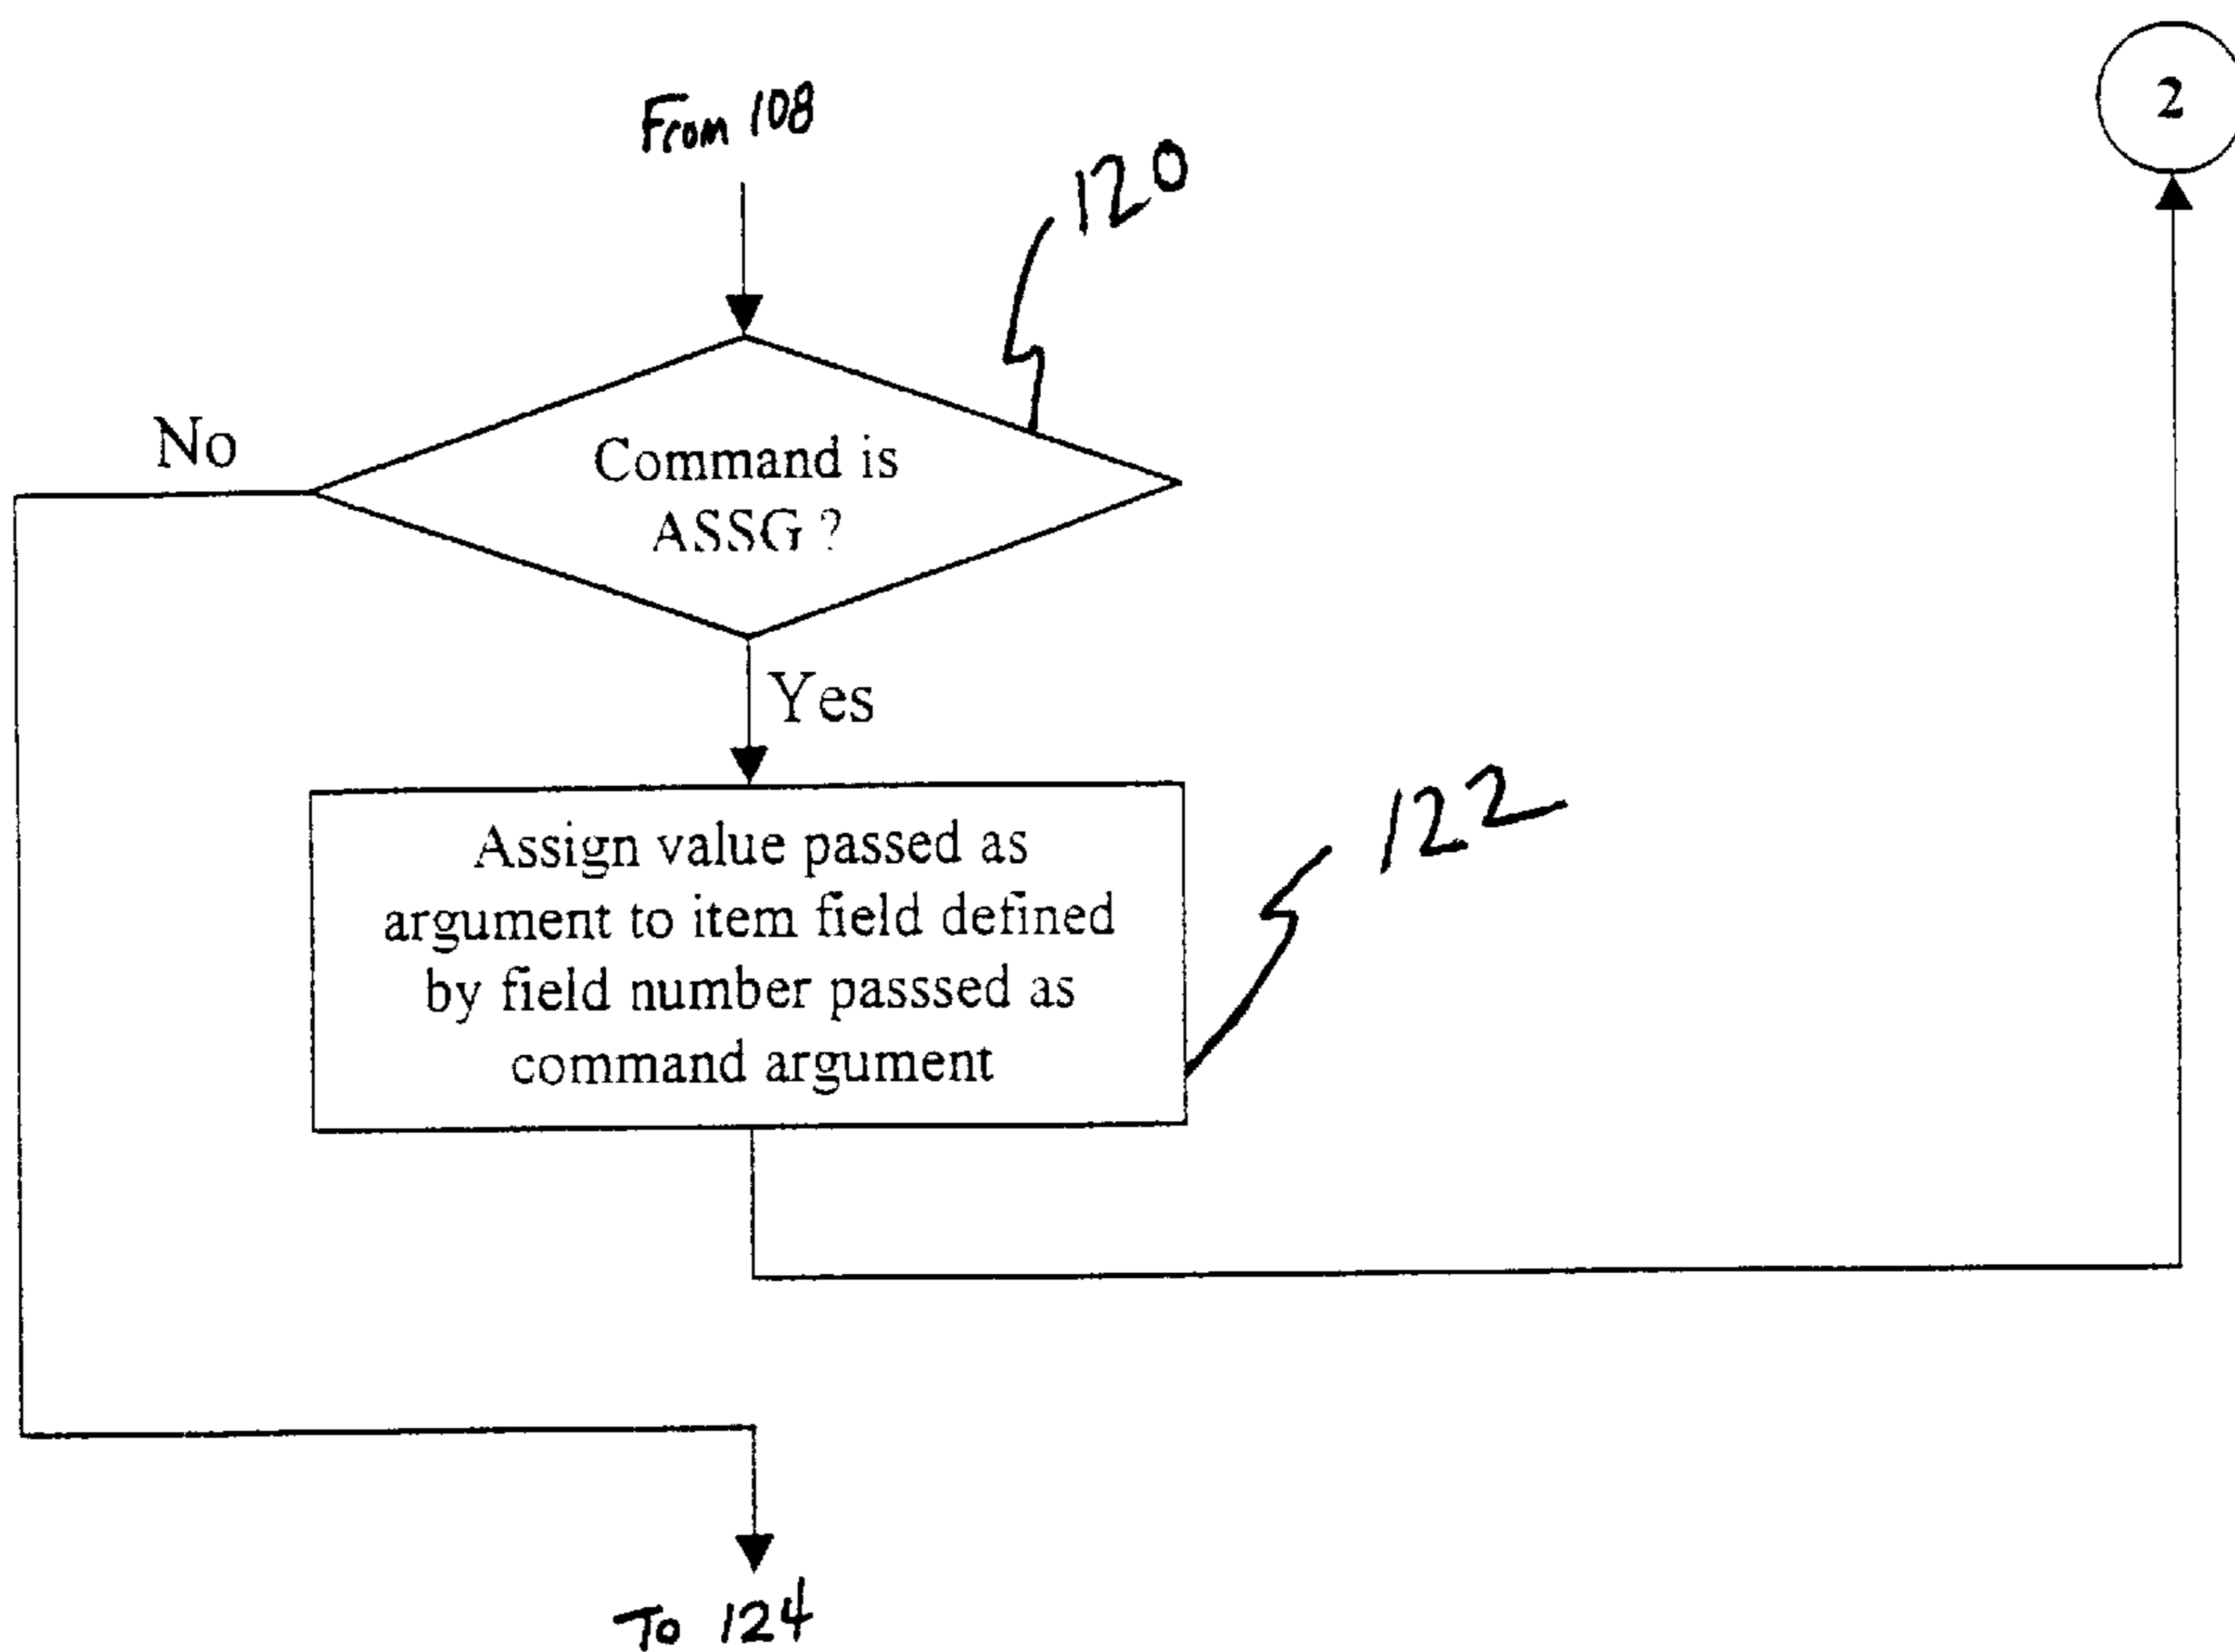 2
From 108
120
No
Command is
ASSG ?
Yes
122
Assign value passed as
argument to item field defined
by field number passsed as
command argument
To 124